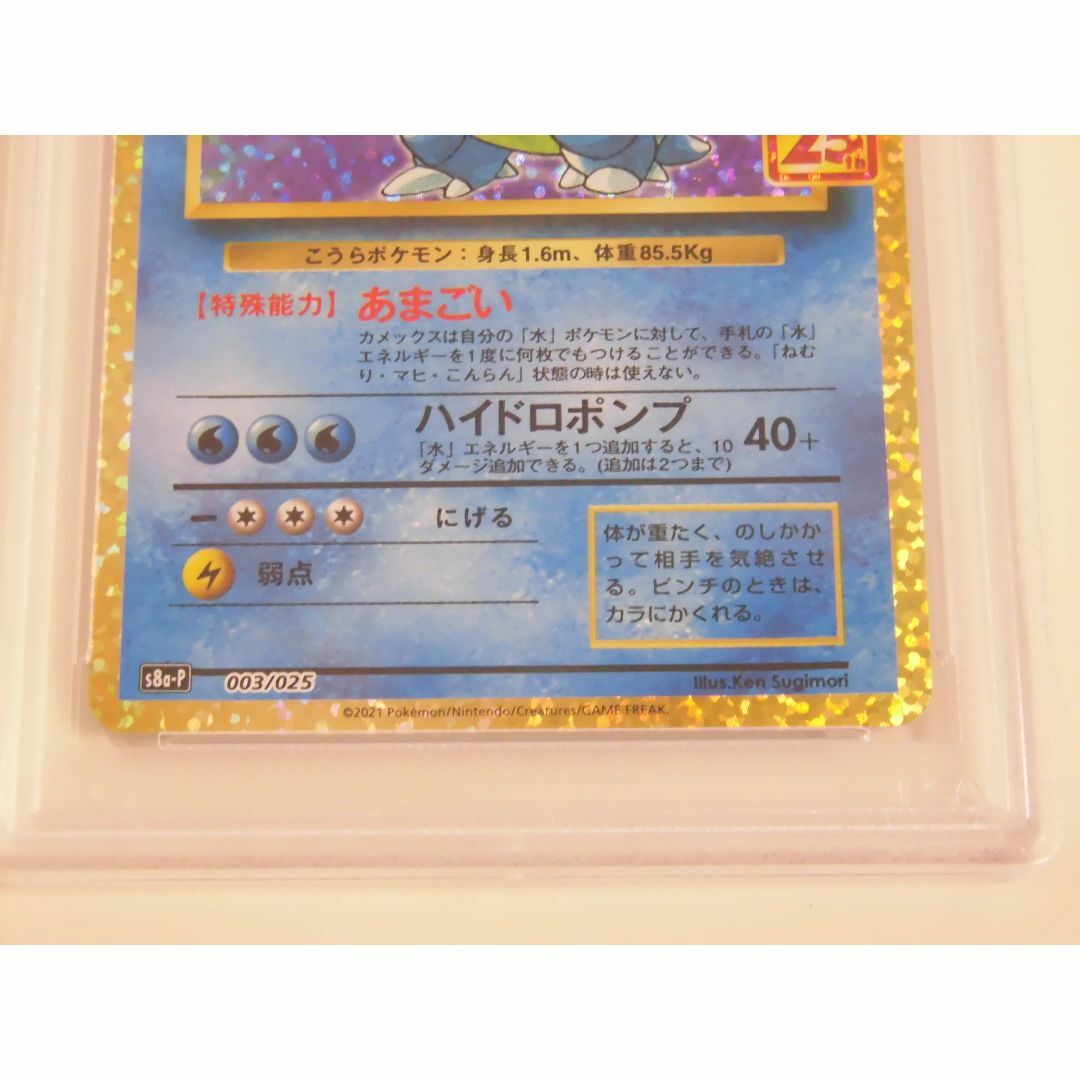 25th
こうらポケモン：身長1.6m、体重85.5Kg
【特殊能力】 あまごい
カメックスは自分の「水」ポケモンに対して、手札の「水」
エネルギーを1度に何枚でもつけることができる。「ねむ
り・マヒ・こんらん」状態の時は使えない。
ハイドロポンプ 40+
「水」エネルギーを1つ追加すると、10
ダメージ追加できる。(追加は2つまで)
にげる
弱点
体が重たく、のしかか
って相手を気絶させ
る。ピンチのときは、
カラにかくれる。
s8a-P 003/025 Illus.Ken Sugimori
©2021 Pokémon/Nintendo/Creatures/GAME FREAK.